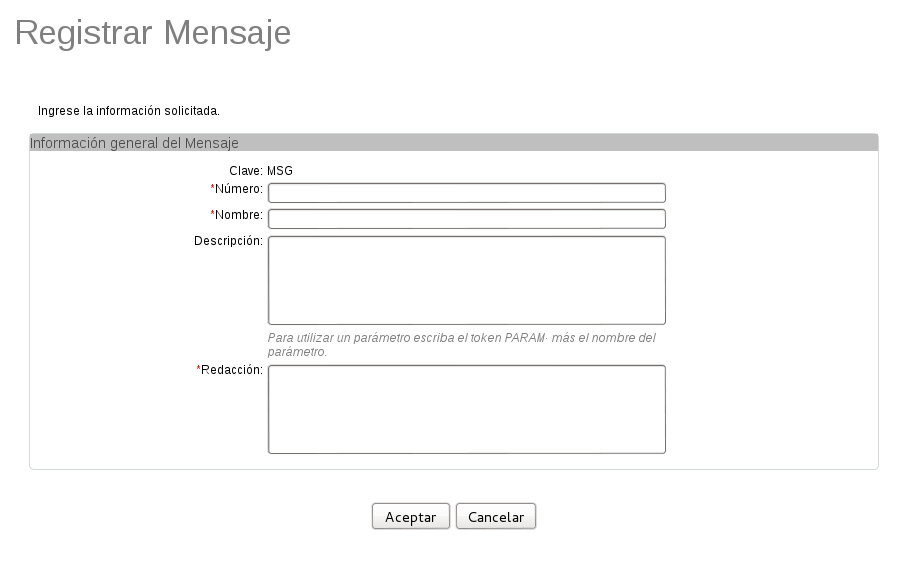 Registrar Mensaje
Ingrese la información solicitada.
Información general del Mensaje
Clave: MSG
*Número:
*Nombre:
Descripción:
Para utilizar un parámetro escriba el token PARAM· más el nombre del
parámetro.
*Redacción:
Aceptar Cancelar